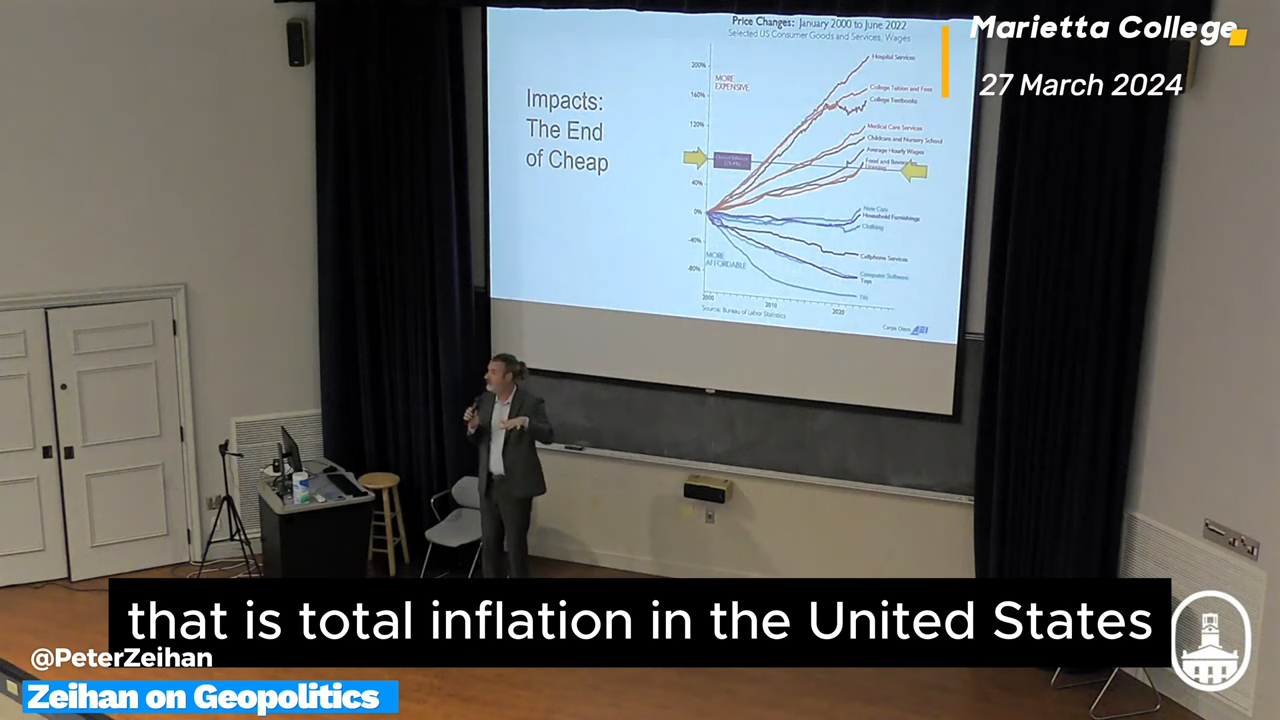 Price Changes: January 2000 to June 2022
Selected US Consumer Goods and Services, Wages
Impacts:
The End
of Cheap
200%
160%
120%
40%
0%
-40%
-80%
MORE
EXPENSIVE
MORE
AFFORDABLE
Hospital Services
College Tuition and Fees
College Textbooks
Medical Care Services
Childcare and Nursery School
Average Hourly Wages
Food and
Housing
New Cars
Household Furnishings
Clothing
Cellphone Services
Computer Software
Toys
TVs
2000
2010
2020
Source: Bureau of Labor Statistics
Carpe Diem AEI
Marietta College
27 March 2024
that is total inflation in the United States
@PeterZeihan
Zeihan on Geopolitics